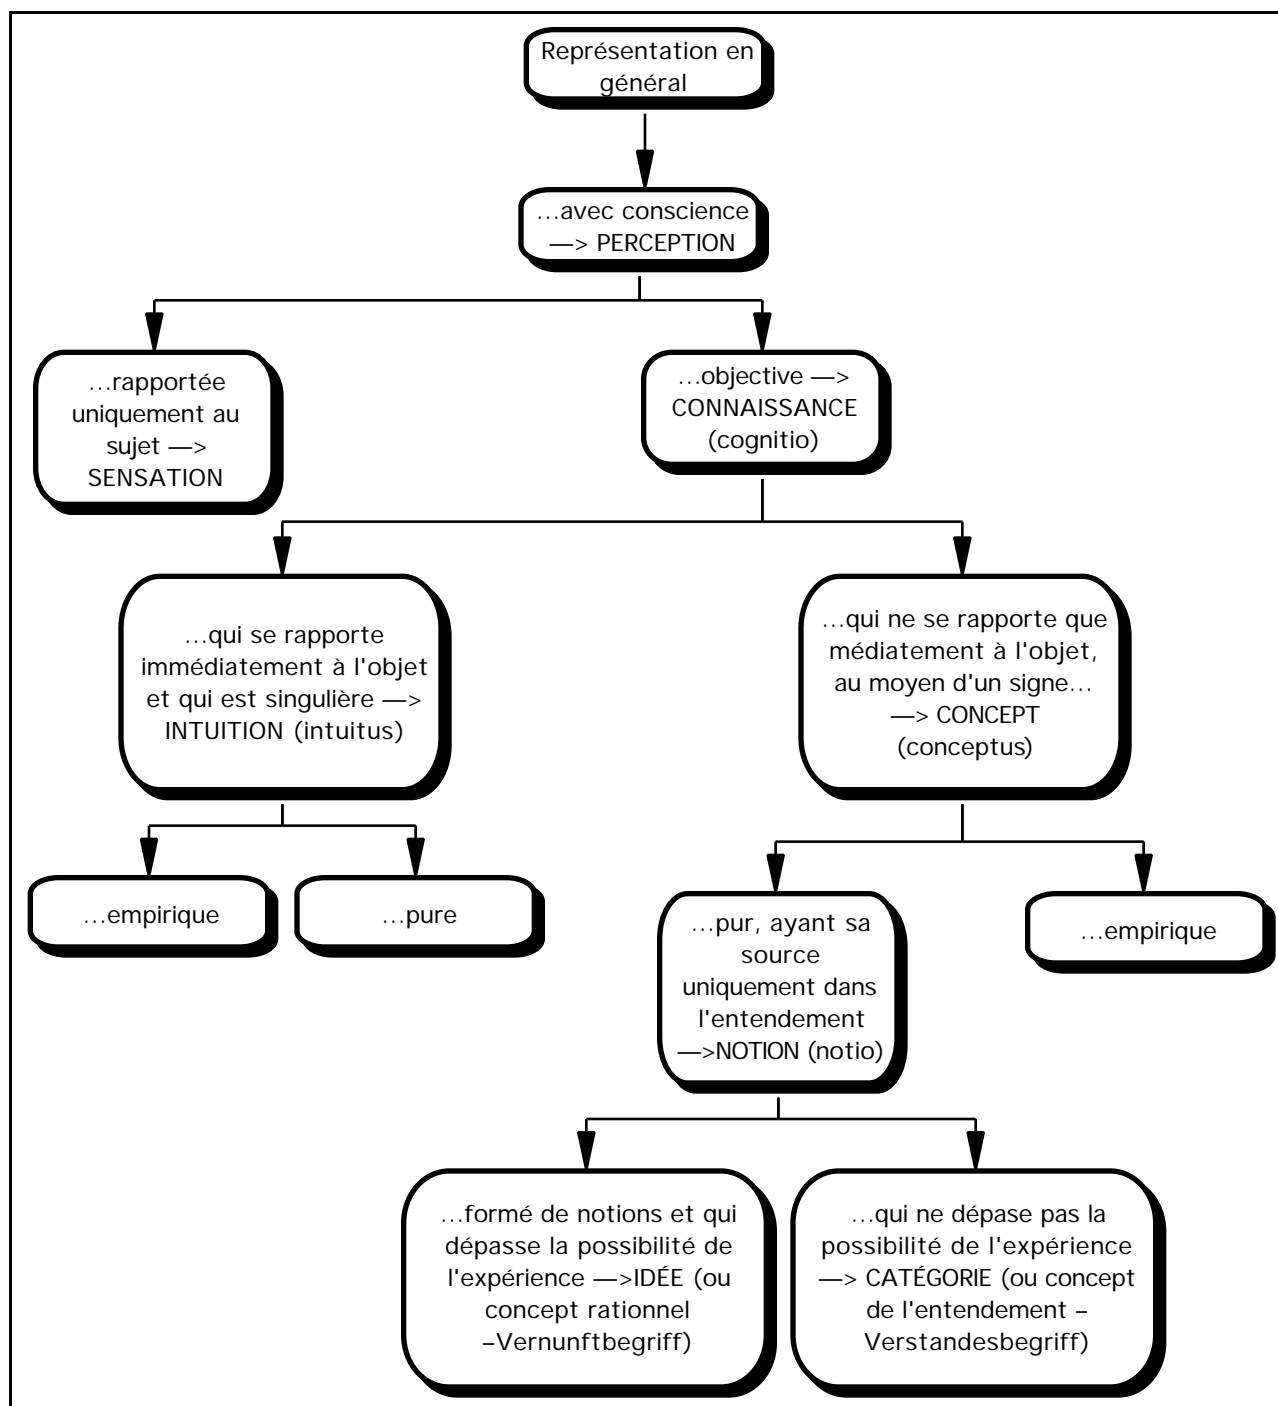 Représentation en
général
…avec conscience
—> PERCEPTION
…rapportée
uniquement au
sujet —>
SENSATION
…objective —>
CONNAISSANCE
(cognitio)
…qui se rapporte
immédiatement à l'objet
et qui est singulière —>
INTUITION (intuitus)
…qui ne se rapporte que
médiatement à l'objet,
au moyen d'un signe…
—> CONCEPT
(conceptus)
…empirique
…pure
…pur, ayant sa
source
uniquement dans
l'entendement
—>NOTION (notio)
…empirique
…formé de notions et qui
dépasse la possibilité de
l'expérience —>IDÉE (ou
concept rationnel
–Vernunftbegriff)
…qui ne dépase pas la
possibilité de l'expérience
—> CATÉGORIE (ou concept
de l'entendement –
Verstandesbegriff)